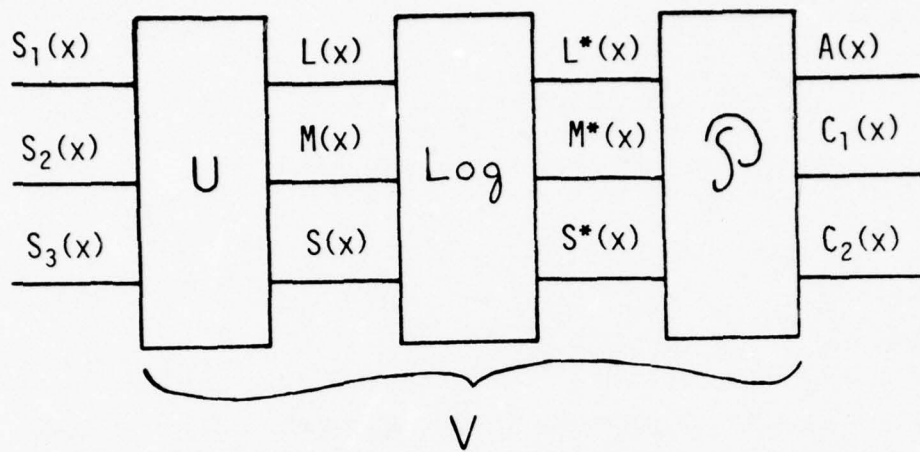 S₁(x) L(x) L*(x) A(x)
S₂(x) M(x) M*(x) C₁(x)
U Log P
S₃(x) S(x) S*(x) C₂(x)
V